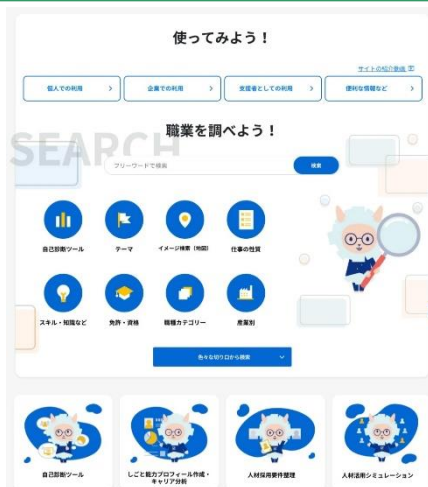 使ってみよう！
サイトの紹介動画
個人での利用
企業での利用
支援者としての利用
便利な情報など
SEARCH
職業を調べよう！
フリーワードで検索
検索
自己診断ツール
テーマ
イメージ検索（地図）
仕事の性質
スキル・知識など
免許・資格
職種カテゴリー
産業別
色々な切り口から検索
自己診断ツール
しごと能力プロフィール作成・
キャリア分析
人材採用要件整理
人材活用シミュレーション